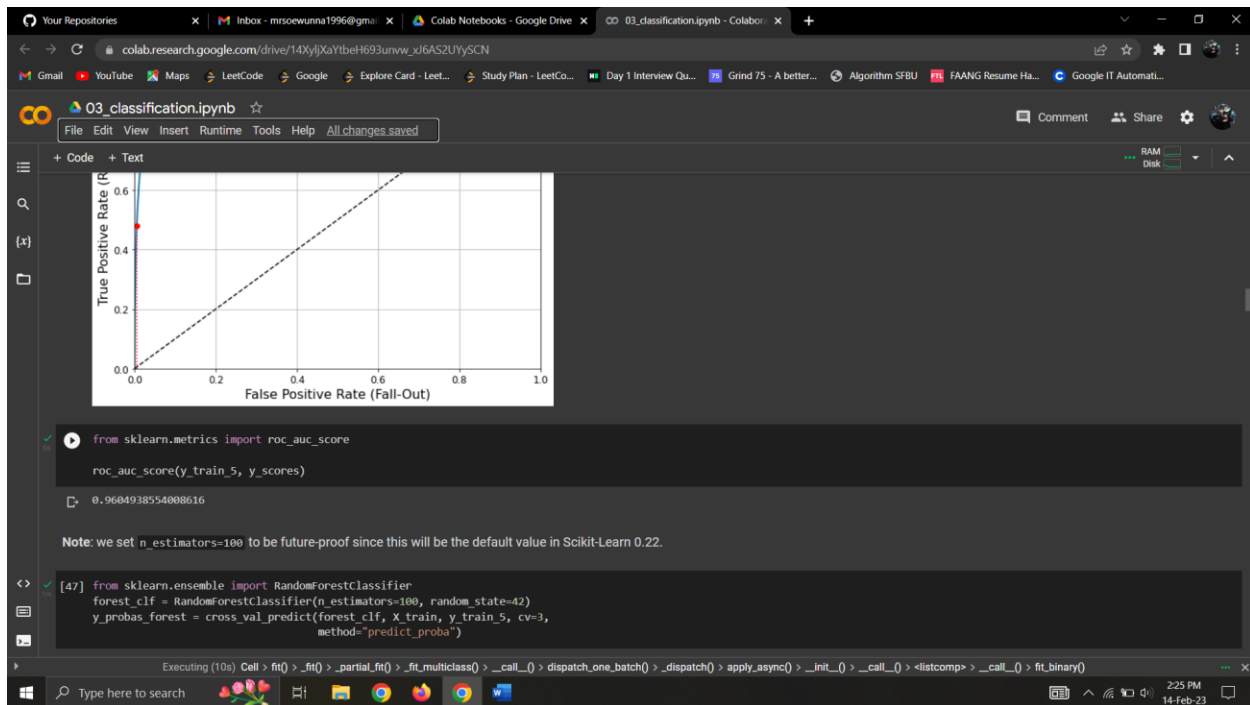 Your Repositories
Inbox - mrsoewunna1996@gmai
Colab Notebooks - Google Drive
03_classification.ipynb - Colabora
colab.research.google.com/drive/14XyljXaYtbeH693unvw_xJ6AS2UYySCN
Gmail YouTube Maps LeetCode Google Explore Card - Leet... Study Plan - LeetCo... Day 1 Interview Qu... 75 Grind 75 - A better... Algorithm SFBU FTL FAANG Resume Ha... Google IT Automati...
03_classification.ipynb
Comment Share
File Edit View Insert Runtime Tools Help All changes saved
+ Code + Text
RAM
Disk
True Positive Rate (R
0.6
0.4
0.2
0.0
0.0 0.2 0.4 0.6 0.8 1.0
False Positive Rate (Fall-Out)
from sklearn.metrics import roc_auc_score
roc_auc_score(y_train_5, y_scores)
0.9604938554008616
Note: we set n_estimators=100 to be future-proof since this will be the default value in Scikit-Learn 0.22.
[47] from sklearn.ensemble import RandomForestClassifier
forest_clf = RandomForestClassifier(n_estimators=100, random_state=42)
y_probas_forest = cross_val_predict(forest_clf, X_train, y_train_5, cv=3,
method="predict_proba")
Executing (10s) Cell > fit() > _fit() > _partial_fit() > _fit_multiclass() > __call__() > dispatch_one_batch() > _dispatch() > apply_async() > __init__() > __call__() > <listcomp> > __call__() > fit_binary()
Type here to search
2:25 PM
14-Feb-23